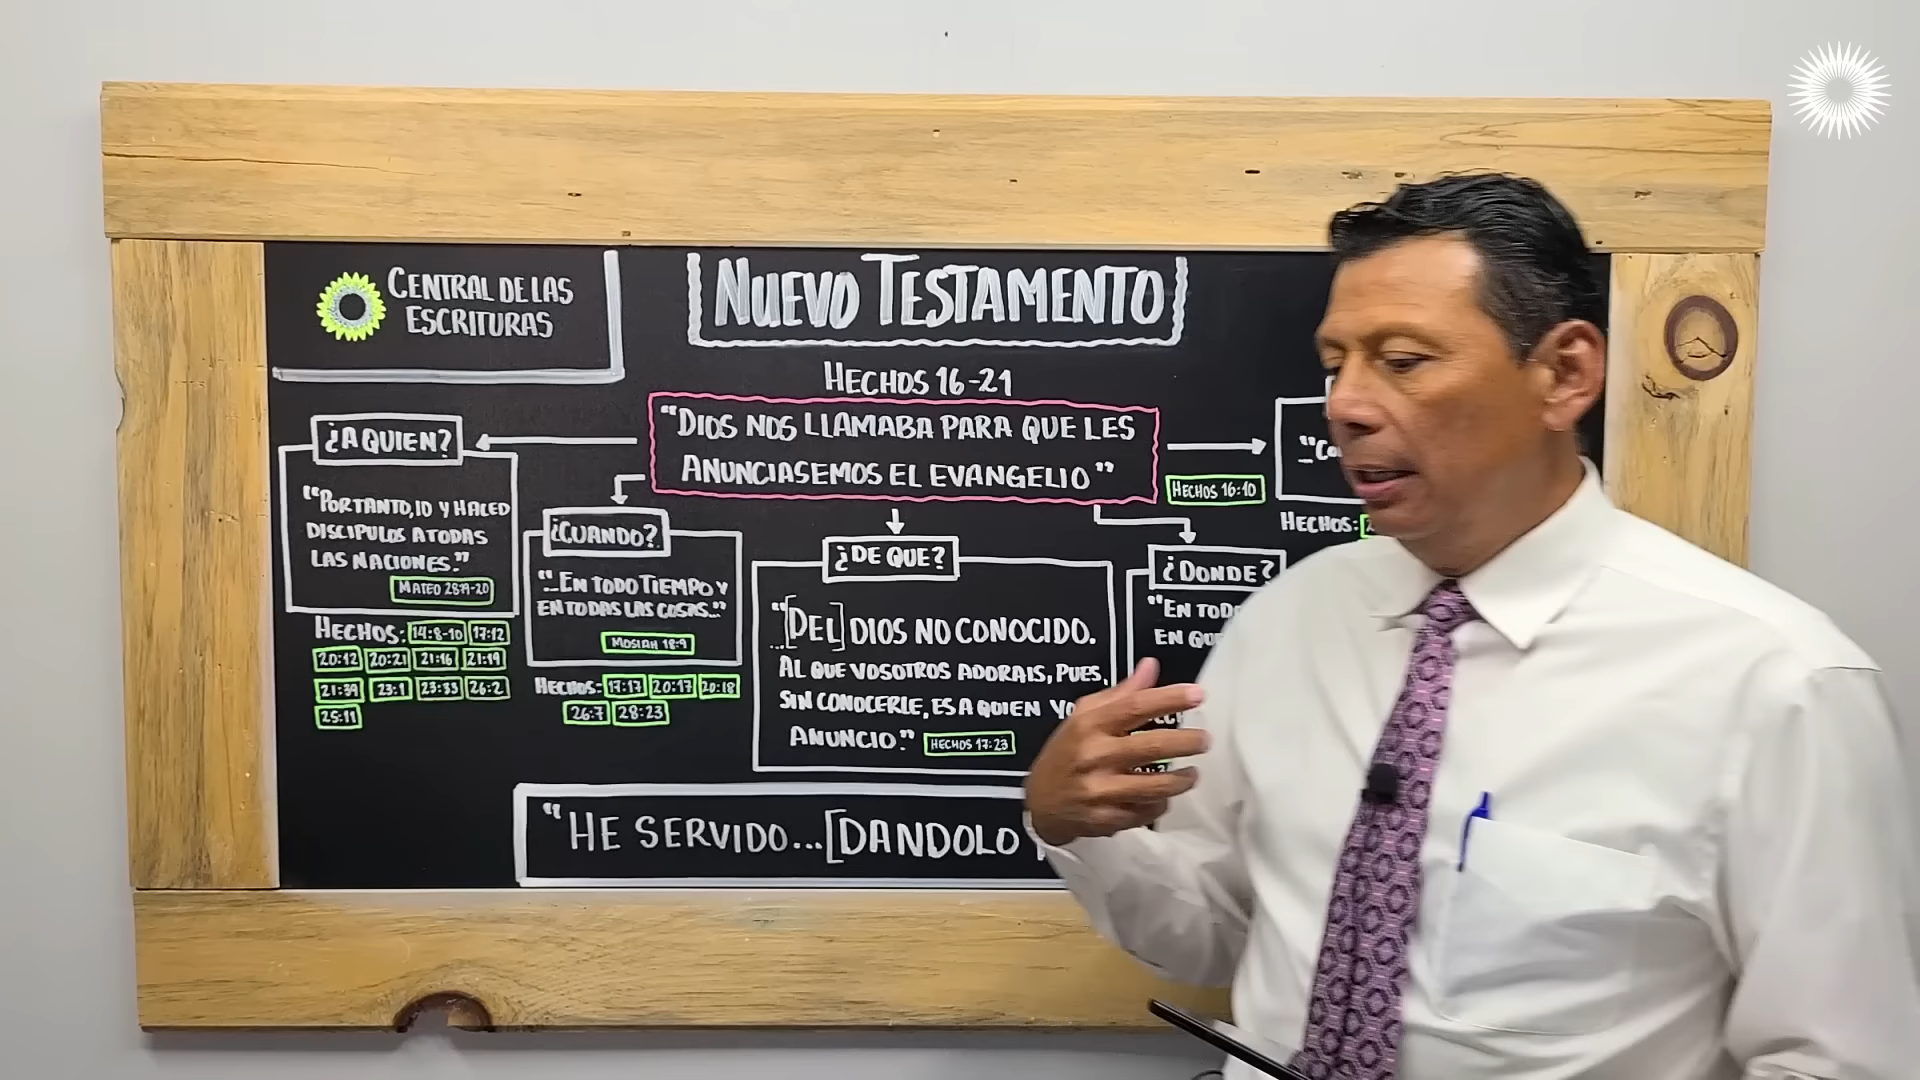 CENTRAL DE LAS
ESCRITURAS
NUEVO TESTAMENTO
HECHOS 16-21
"DIOS NOS LLAMABA PARA QUE LES
ANUNCIASEMOS EL EVANGELIO"
HECHOS 16:10
¿A QUIEN?
"PORTANTO, ID Y HACED
DISCIPULOS A TODAS
LAS NACIONES."
MATEO 28:19-20
HECHOS: 14:8-10 17:12
20:12 20:21 21:16 21:19
21:39 23:1 23:33 26:2
25:11
¿CUANDO?
"...EN TODO TIEMPO Y
EN TODAS LAS COSAS..."
MOSIAH 18:9
HECHOS: 17:17 20:17 20:18
26:7 28:23
¿DE QUE?
"...[DEL] DIOS NO CONOCIDO.
AL QUE VOSOTROS ADORAIS, PUES,
SIN CONOCERLE, ES A QUIEN YO
ANUNCIO." HECHOS 17:23
¿DONDE?
"EN TOD
EN QU
HECHOS:
"HE SERVIDO...[DANDOLO